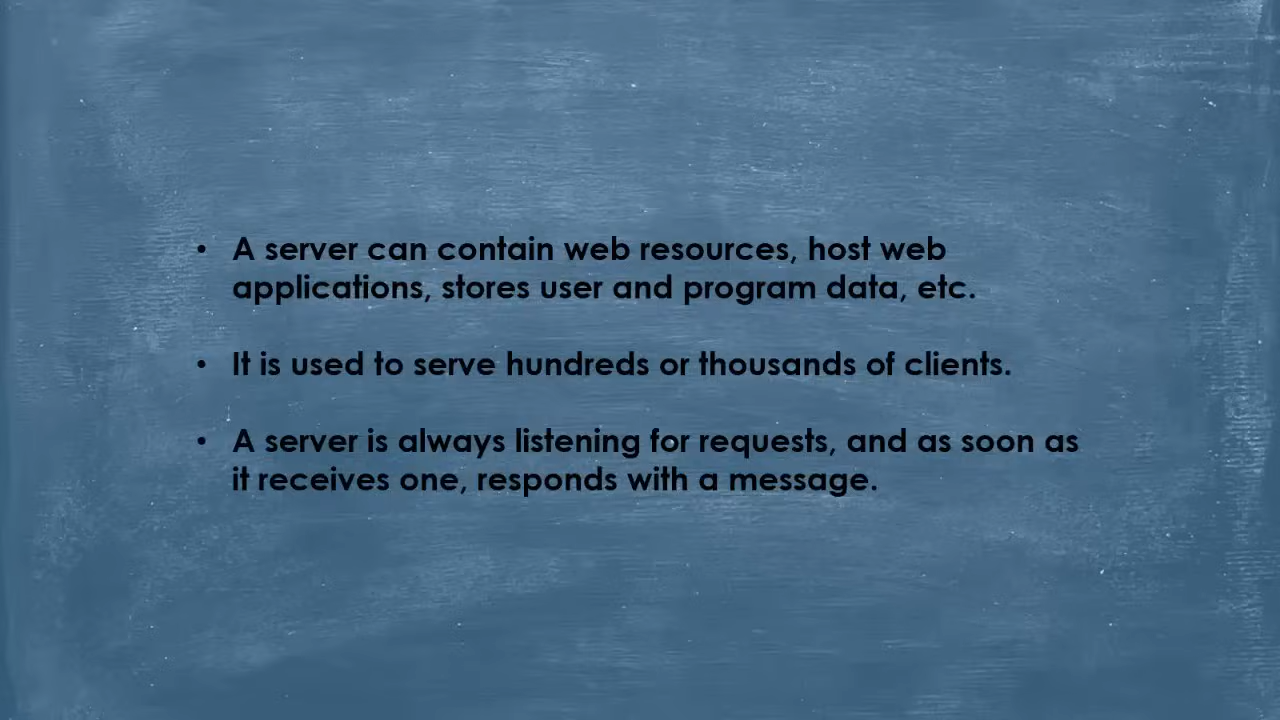 • A server can contain web resources, host web
applications, stores user and program data, etc.
• It is used to serve hundreds or thousands of clients.
• A server is always listening for requests, and as soon as
it receives one, responds with a message.